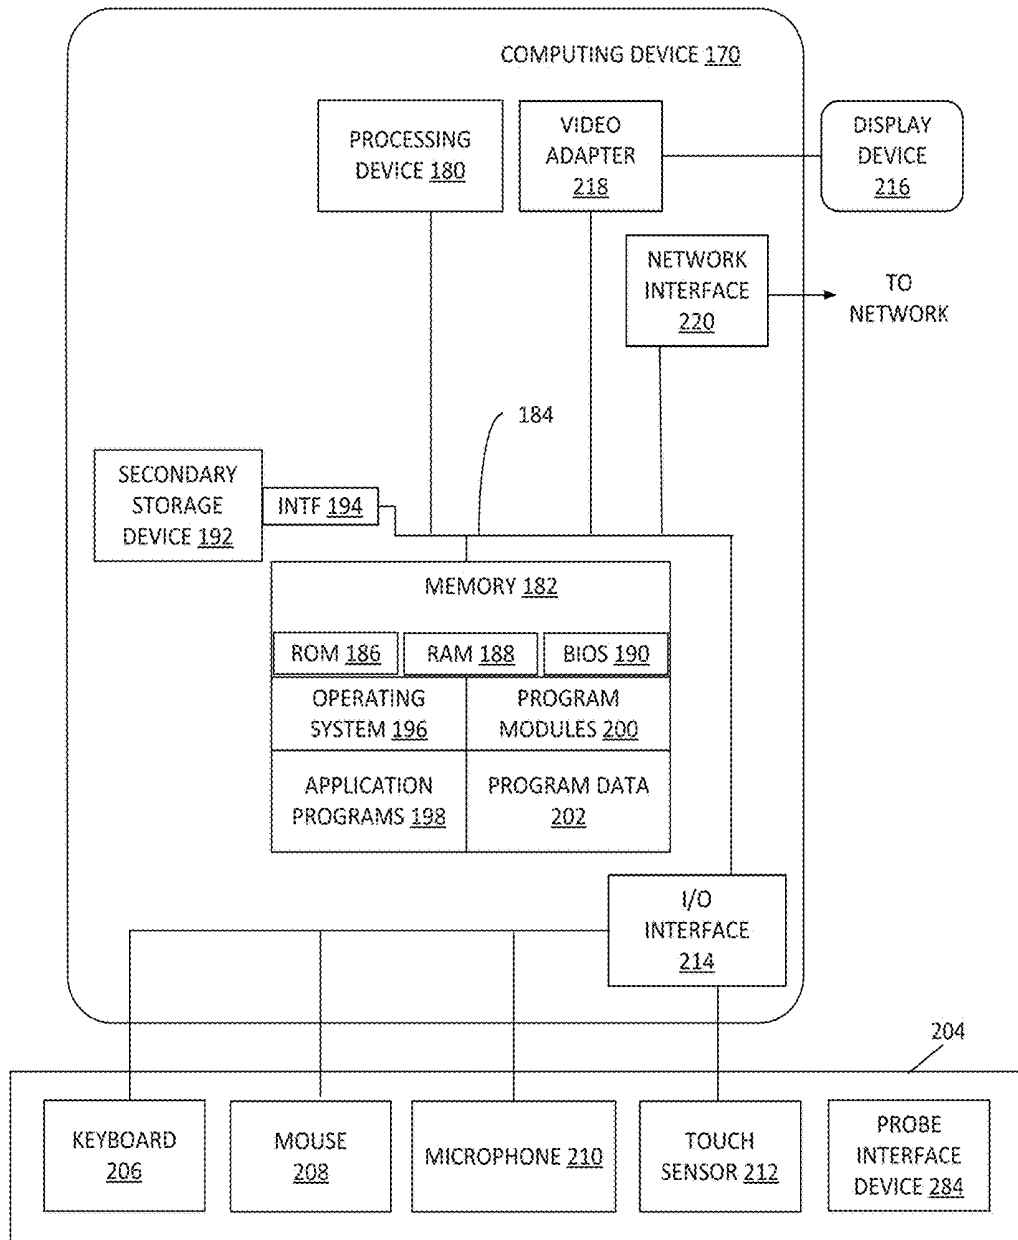 COMPUTING DEVICE 170
PROCESSING
DEVICE 180
VIDEO
ADAPTER
218
DISPLAY
DEVICE
216
NETWORK
INTERFACE
220
TO
NETWORK
184
SECONDARY
STORAGE
DEVICE 192
INTF 194
MEMORY 182
ROM 186
RAM 188
BIOS 190
OPERATING
SYSTEM 196
PROGRAM
MODULES 200
APPLICATION
PROGRAMS 198
PROGRAM DATA
202
I/O
INTERFACE
214
204
KEYBOARD
206
MOUSE
208
MICROPHONE 210
TOUCH
SENSOR 212
PROBE
INTERFACE
DEVICE 284